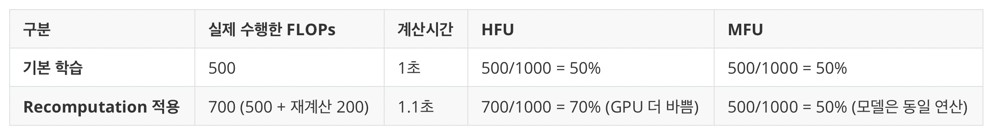 구분 실제 수행한 FLOPs 계산시간 HFU MFU
기본 학습 500 1초 500/1000 = 50% 500/1000 = 50%
Recomputation 적용 700 (500 + 재계산 200) 1.1초 700/1000 = 70% (GPU 더 바쁨) 500/1000 = 50% (모델은 동일 연산)